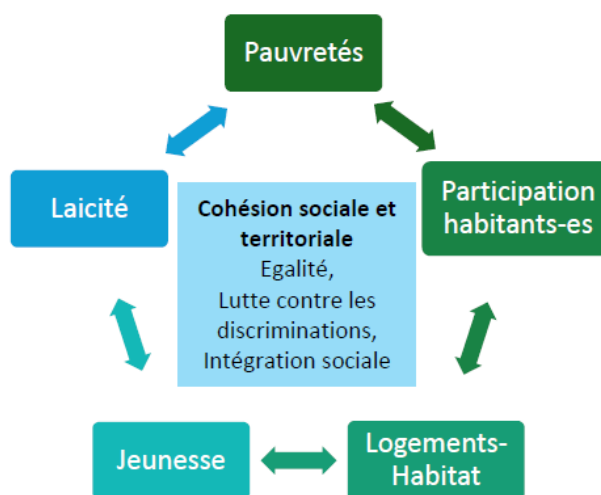 Pauvretés
Laicité
Participation
habitants-es
Cohésion sociale et
territoriale
Egalité,
Lutte contre les
discriminations,
Intégration sociale
Jeunesse
Logements-
Habitat